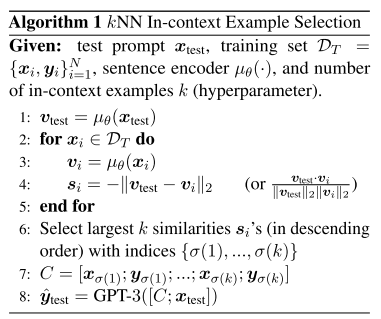 Algorithm 1 kNN In-context Example Selection
Given: test prompt x_test, training set D_T =
{x_i, y_i}_{i=1}^N, sentence encoder μ_θ(·), and number
of in-context examples k (hyperparameter).
1: v_test = μ_θ(x_test)
2: for x_i ∈ D_T do
3: v_i = μ_θ(x_i)
4: s_i = −‖v_test − v_i‖_2 (or v_test·v_i / ‖v_test‖_2‖v_i‖_2)
5: end for
6: Select largest k similarities s_i's (in descending
order) with indices {σ(1), ..., σ(k)}
7: C = [x_σ(1); y_σ(1); ...; x_σ(k); y_σ(k)]
8: ŷ_test = GPT-3([C; x_test])